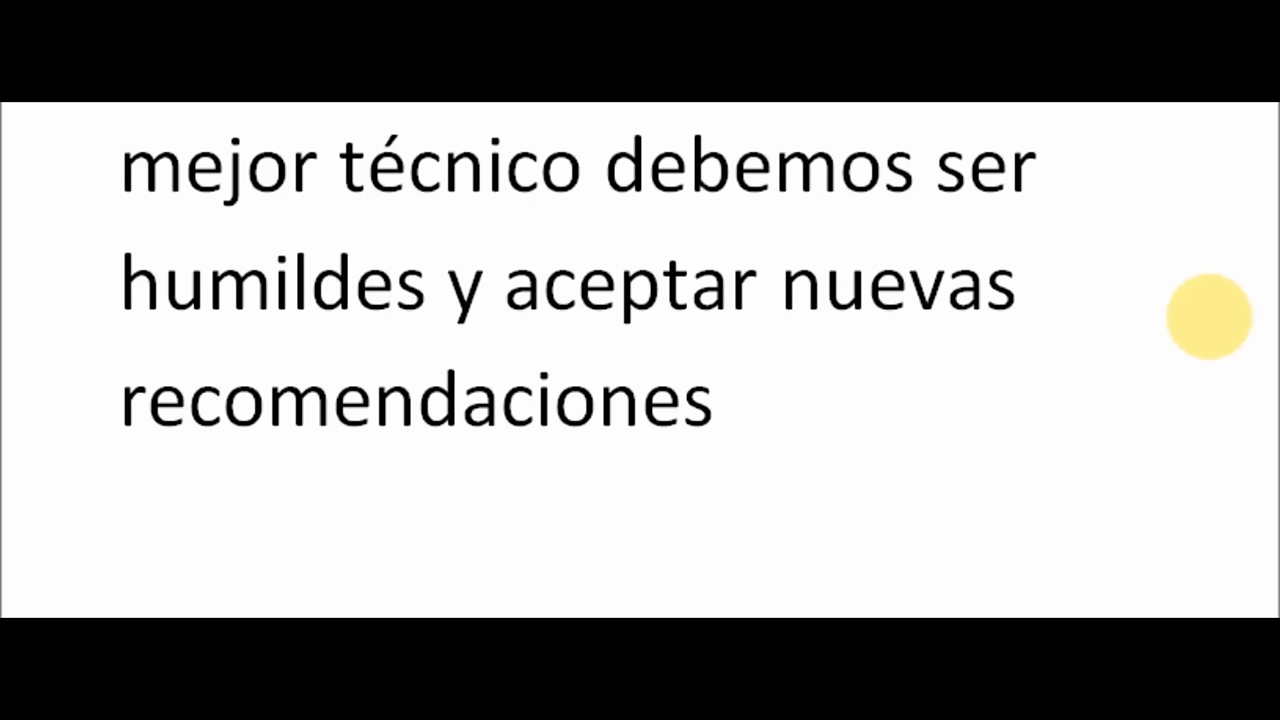 mejor técnico debemos ser
humildes y aceptar nuevas
recomendaciones